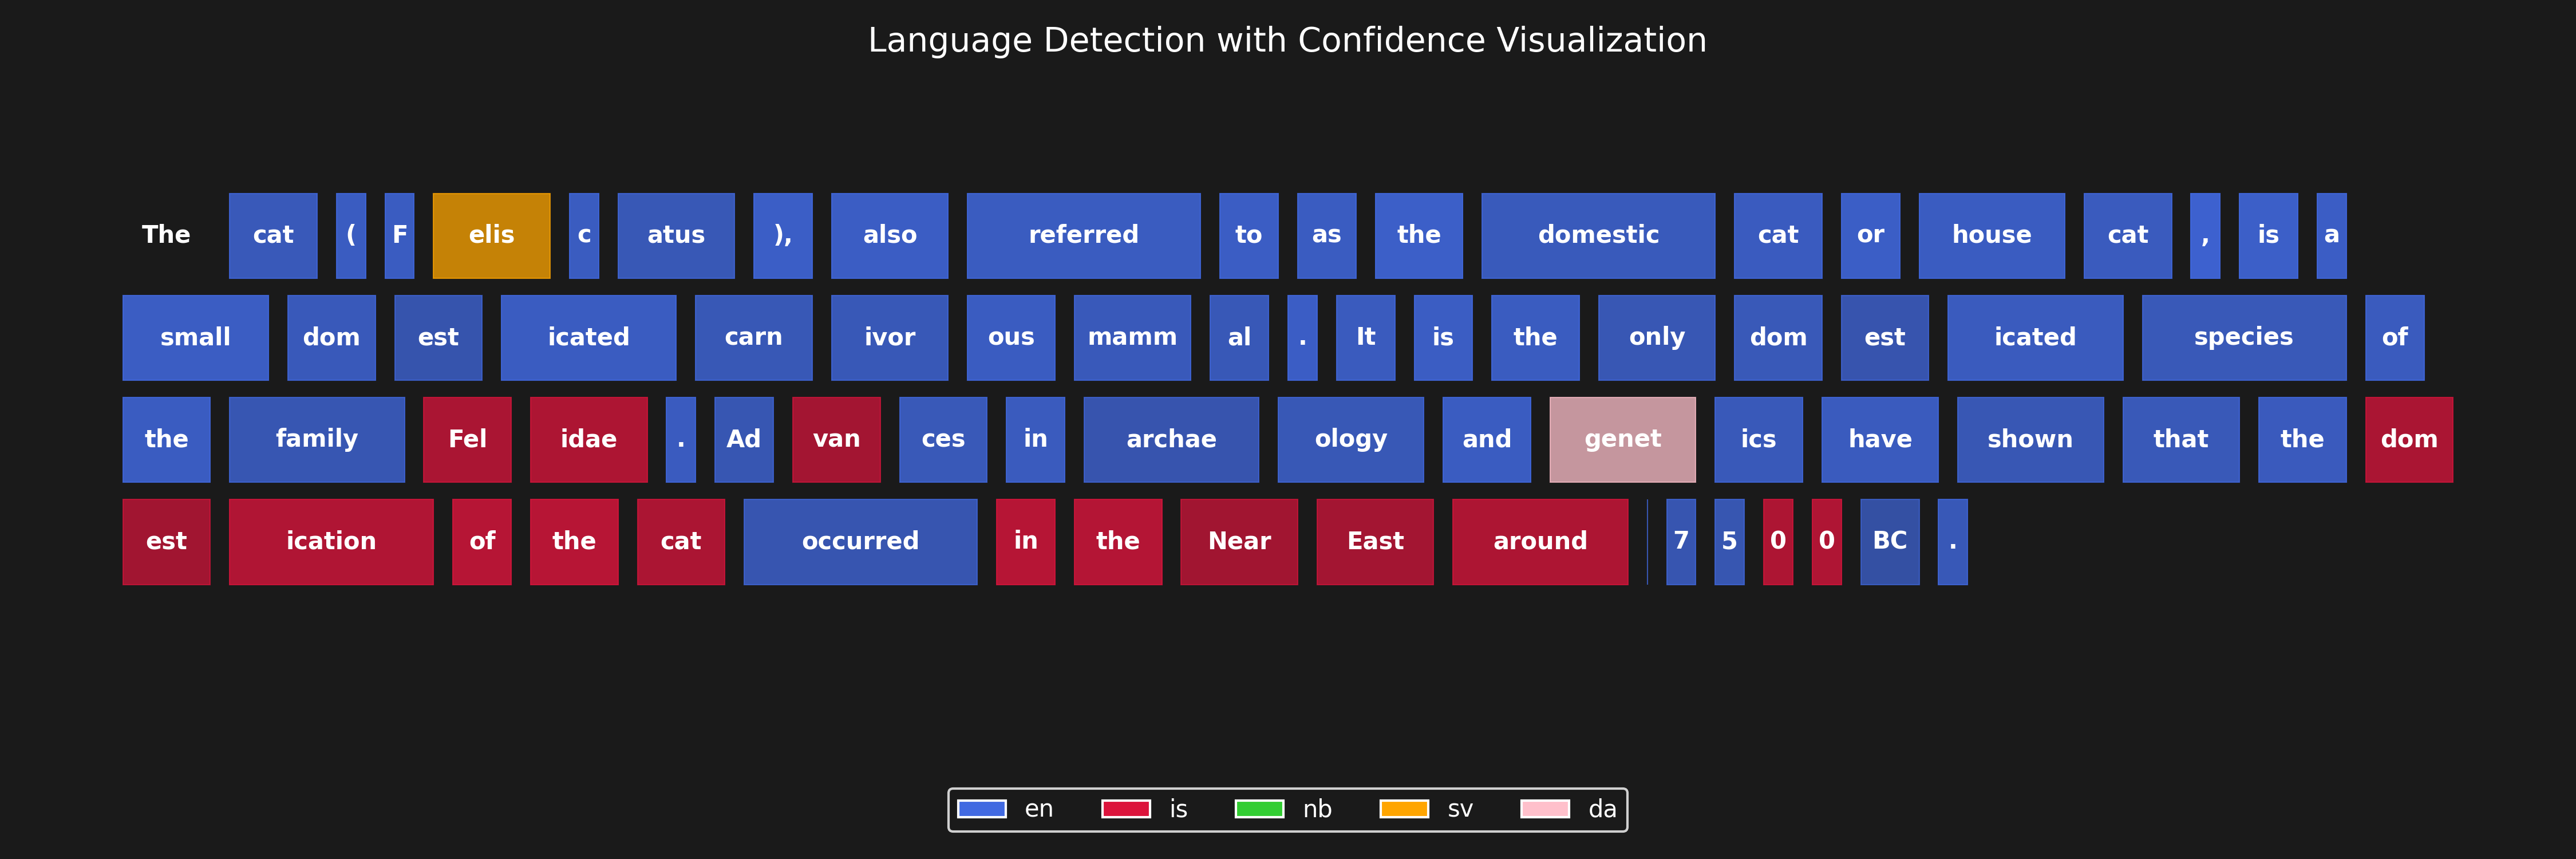 Language Detection with Confidence Visualization
The cat ( F elis c atus ), also referred to as the domestic cat or house cat , is a
small dom est icated carn ivor ous mamm al . It is the only dom est icated species of
the family Fel idae . Ad van ces in archae ology and genet ics have shown that the dom
est ication of the cat occurred in the Near East around 7 5 0 0 BC .
en is nb sv da